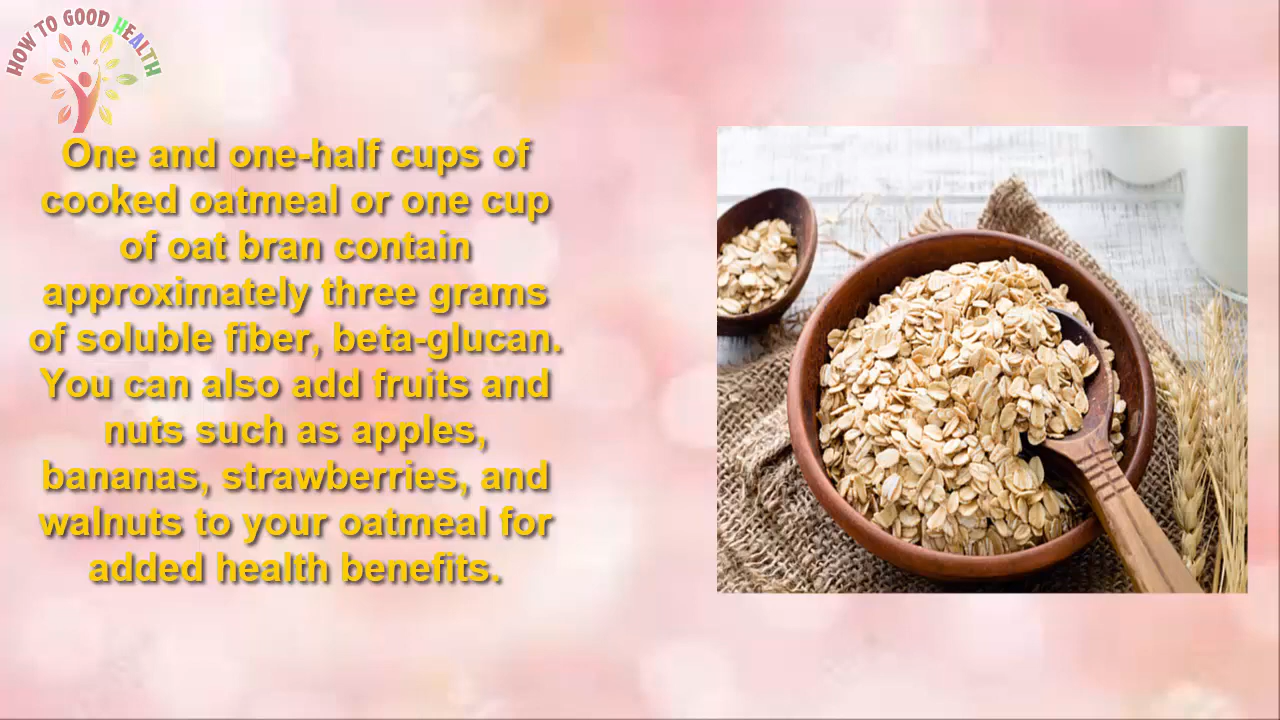 HOW TO GOOD HEALTH
One and one-half cups of
cooked oatmeal or one cup
of oat bran contain
approximately three grams
of soluble fiber, beta-glucan.
You can also add fruits and
nuts such as apples,
bananas, strawberries, and
walnuts to your oatmeal for
added health benefits.